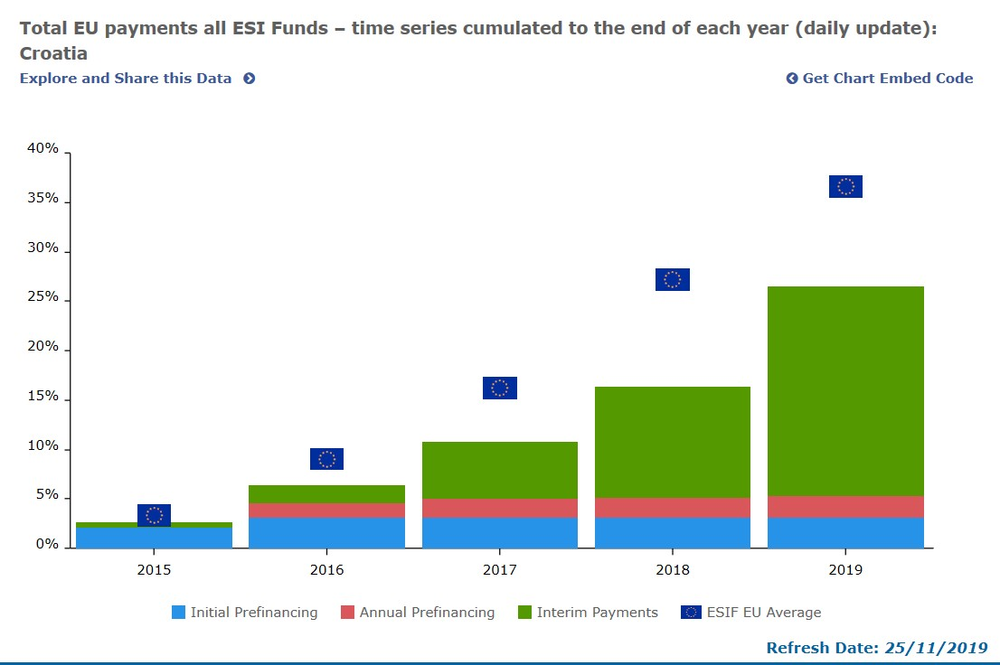 Total EU payments all ESI Funds – time series cumulated to the end of each year (daily update):
Croatia
Explore and Share this Data
Get Chart Embed Code
40%
35%
30%
25%
20%
15%
10%
5%
0%
2015 2016 2017 2018 2019
Initial Prefinancing Annual Prefinancing Interim Payments ESIF EU Average
Refresh Date: 25/11/2019